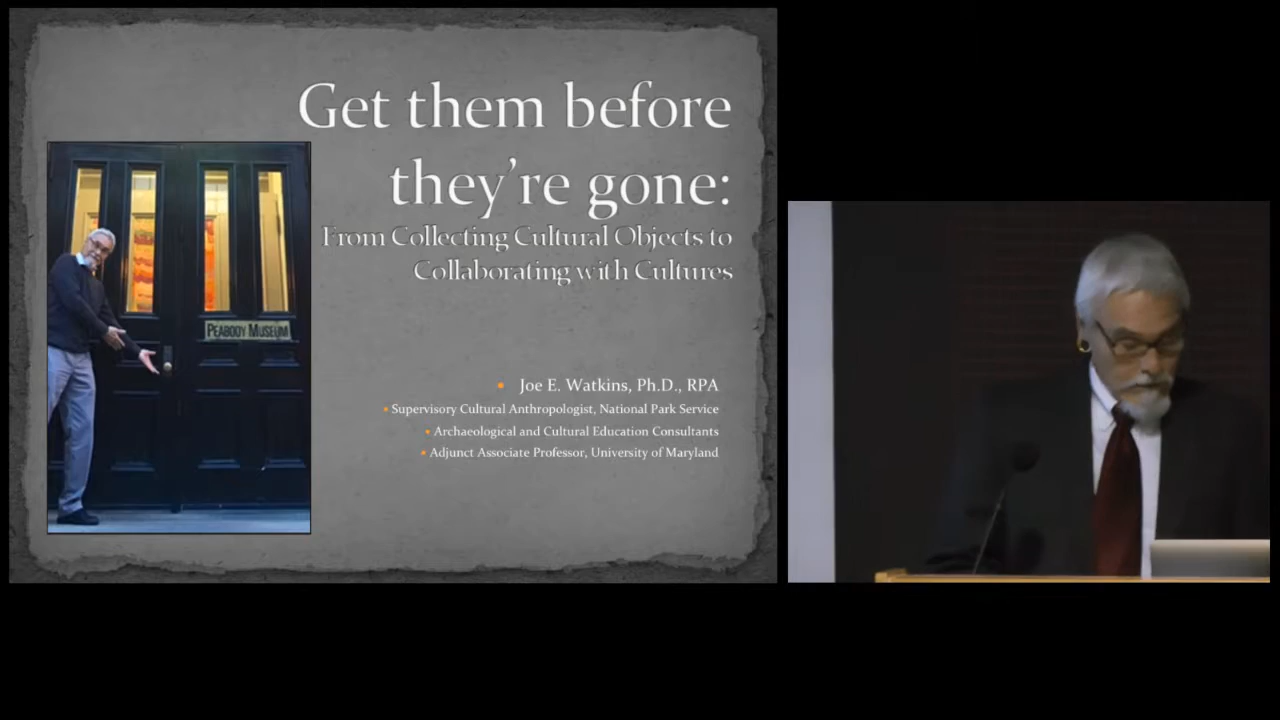 Get them before
they're gone:
From Collecting Cultural Objects to
Collaborating with Cultures
PEABODY MUSEUM
Joe E. Watkins, Ph.D., RPA
Supervisory Cultural Anthropologist, National Park Service
Archaeological and Cultural Education Consultants
Adjunct Associate Professor, University of Maryland